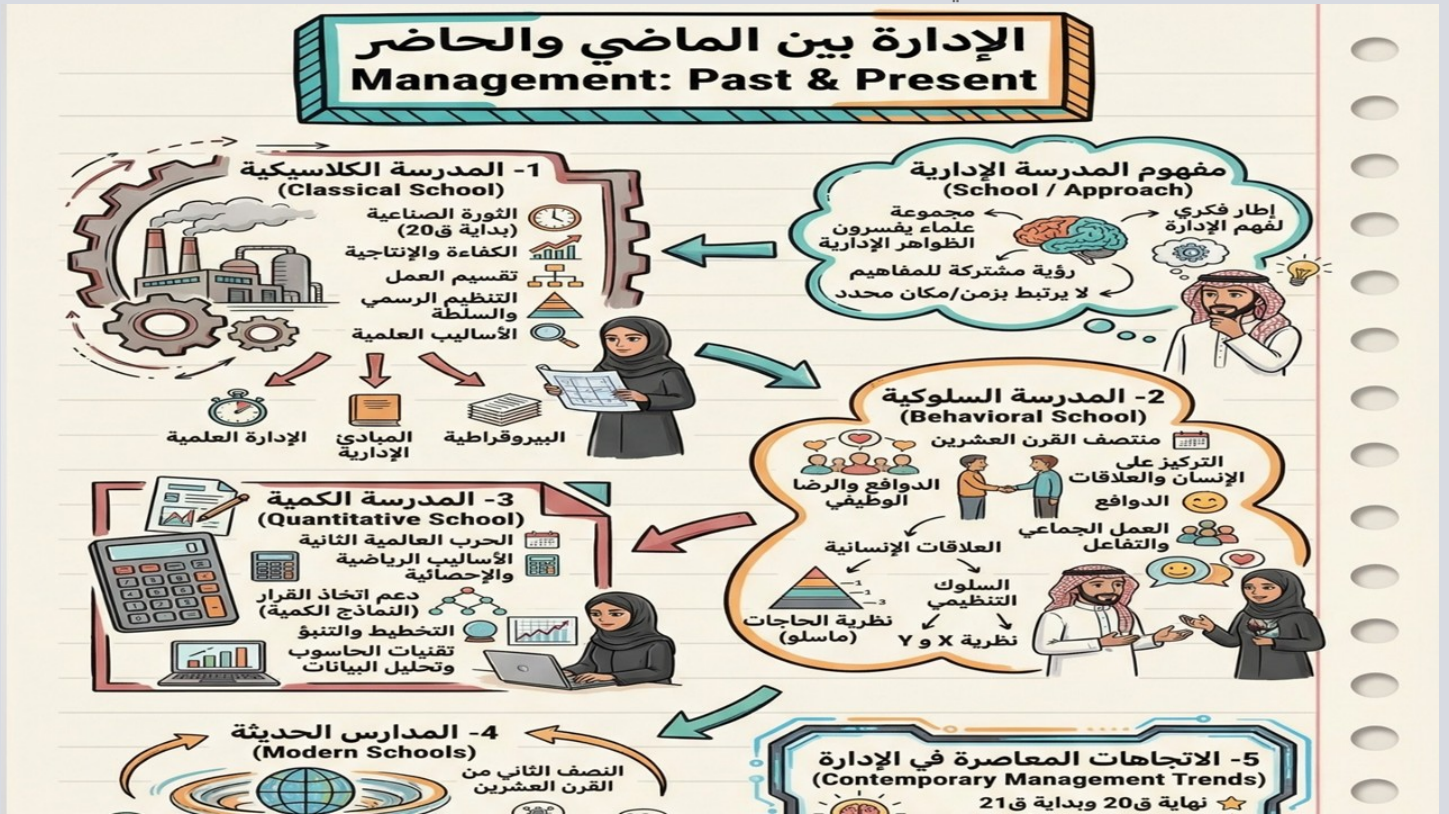 الإدارة بين الماضي والحاضر
Management: Past & Present
مفهوم المدرسة الإدارية
(School / Approach)
إطار فكري
لفهم الإدارة
مجموعة
علماء يفسرون
الظواهر الإدارية
رؤية مشتركة للمفاهيم
لا يرتبط بزمن/مكان محدد
1- المدرسة الكلاسيكية
(Classical School)
الثورة الصناعية
(بداية ق20)
الكفاءة والإنتاجية
تقسيم العمل
التنظيم الرسمي
والسلطة
الأساليب العلمية
البيروقراطية
المبادئ
الإدارية
الإدارة العلمية
2- المدرسة السلوكية
(Behavioral School)
منتصف القرن العشرين
التركيز على
الإنسان والعلاقات
الدوافع
العمل الجماعي
والتفاعل
الدوافع والرضا
الوظيفي
العلاقات الإنسانية
السلوك
التنظيمي
نظرية X و Y
1
1
3
نظرية الحاجات
(ماسلو)
3- المدرسة الكمية
(Quantitative School)
الحرب العالمية الثانية
الأساليب الرياضية
والإحصائية
دعم اتخاذ القرار
(النماذج الكمية)
التخطيط والتنبؤ
تقنيات الحاسوب
وتحليل البيانات
4- المدارس الحديثة
(Modern Schools)
النصف الثاني من
القرن العشرين
5- الاتجاهات المعاصرة في الإدارة
(Contemporary Management Trends)
نهاية ق20 وبداية ق21